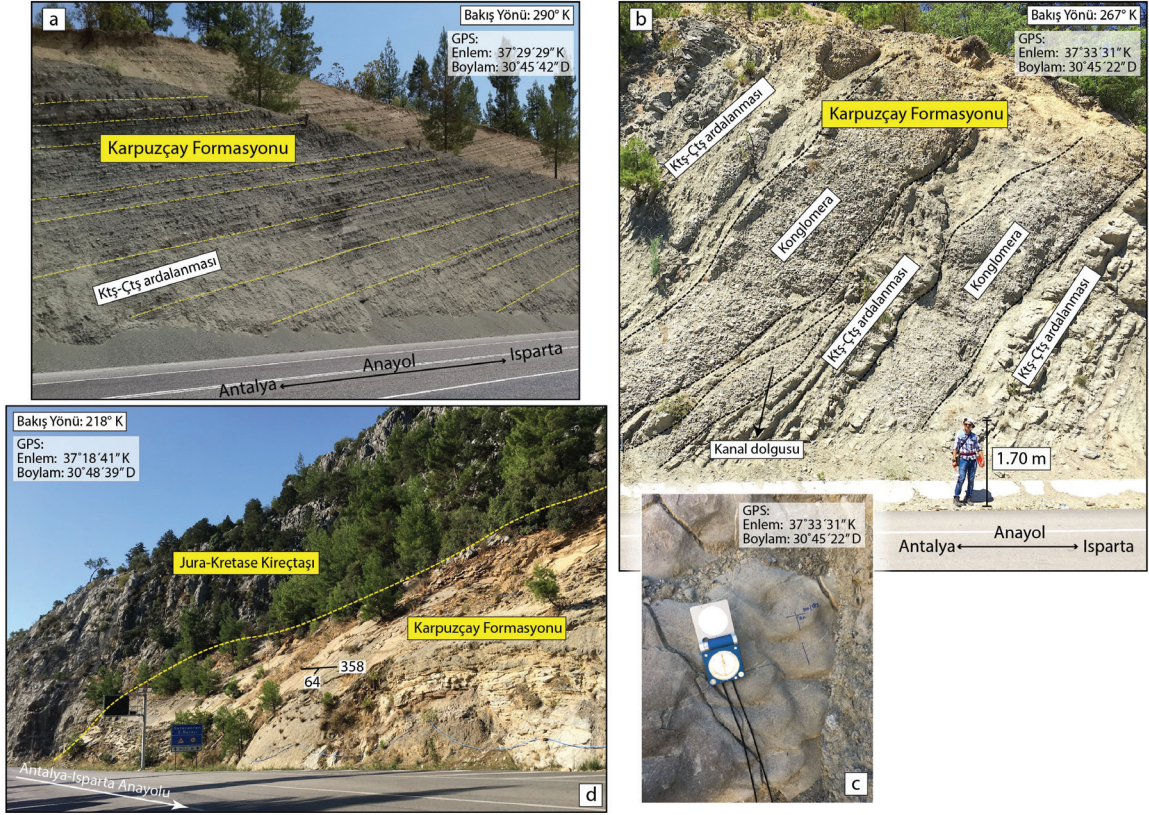 a
Bakış Yönü: 290° K
GPS:
Enlem: 37°29´29″K
Boylam: 30°45´42″D
Karpuzçay Formasyonu
Ktş-Çtş ardalanması
Anayol
Antalya
Isparta
b
Bakış Yönü: 267° K
GPS:
Enlem: 37°33´31″K
Boylam: 30°45´22″D
Ktş-Çtş ardalanması
Karpuzçay Formasyonu
Konglomera
Konglomera
Ktş-Çtş ardalanması
Ktş-Çtş ardalanması
Kanal dolgusu
1.70 m
Anayol
Antalya
Isparta
GPS:
Enlem: 37°33´31″K
Boylam: 30°45´22″D
c
Bakış Yönü: 218° K
GPS:
Enlem: 37°18´41″K
Boylam: 30°48´39″D
Jura-Kretase Kireçtaşı
Karpuzçay Formasyonu
358
64
Antalya-Isparta Anayolu
d